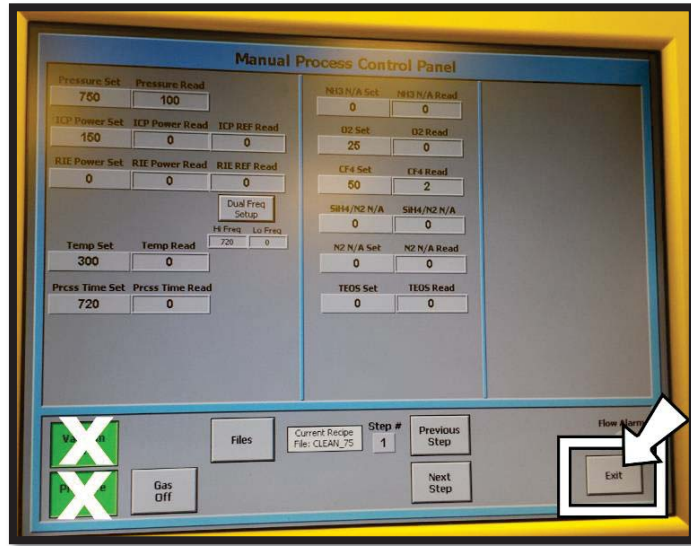 Manual Process Control Panel
Pressure Set Pressure Read
750 100
ICP Power Set ICP Power Read ICP REF Read
150 0 0
RIE Power Set RIE Power Read RIE REF Read
0 0 0
Dual Freq
Setup
Hi Freq Lo Freq
720 0
Temp Set Temp Read
300 0
Prcss Time Set Prcss Time Read
720 0
NH3 N/A Set NH3 N/A Read
0 0
O2 Set O2 Read
25 0
CF4 Set CF4 Read
50 2
SiH4/N2 N/A SiH4/N2 N/A
0 0
N2 N/A Set N2 N/A Read
0 0
TEOS Set TEOS Read
0 0
Files
Current Recipe
File: CLEAN_75
Step #
1
Previous
Step
Flow Alarm
Gas
Off
Next
Step
Exit